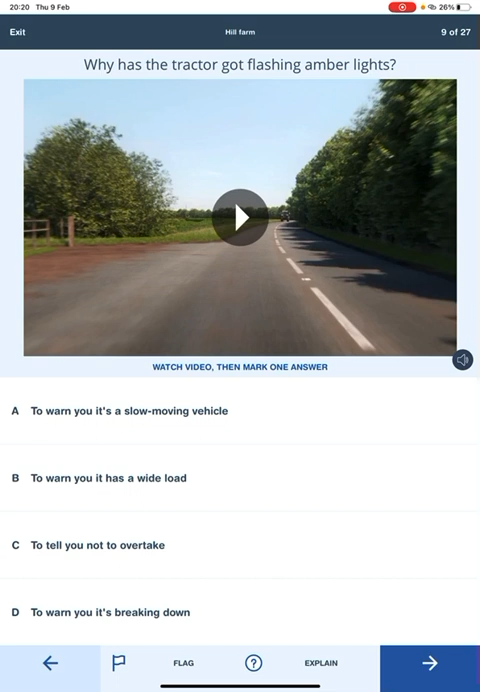 20:20 Thu 9 Feb 26%
Exit Hill farm 9 of 27
Why has the tractor got flashing amber lights?
WATCH VIDEO, THEN MARK ONE ANSWER
A To warn you it's a slow-moving vehicle
B To warn you it has a wide load
C To tell you not to overtake
D To warn you it's breaking down
FLAG ? EXPLAIN